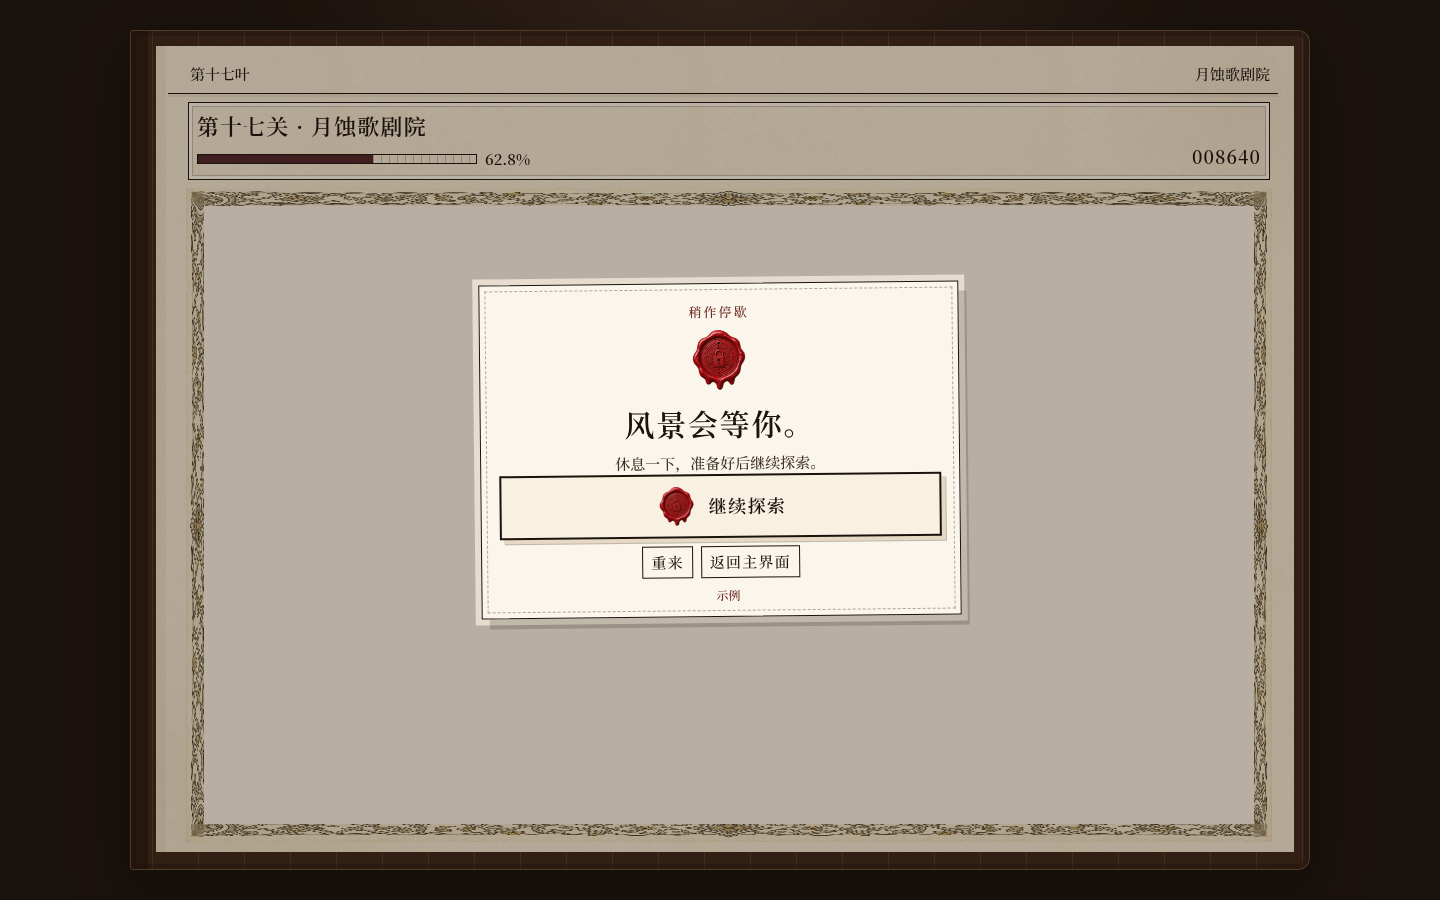 第十七叶
月蚀歌剧院
第十七关 · 月蚀歌剧院
62.8%
008640
稍作停歇
风景会等你。
休息一下，准备好后继续探索。
继续探索
重来
返回主界面
示例